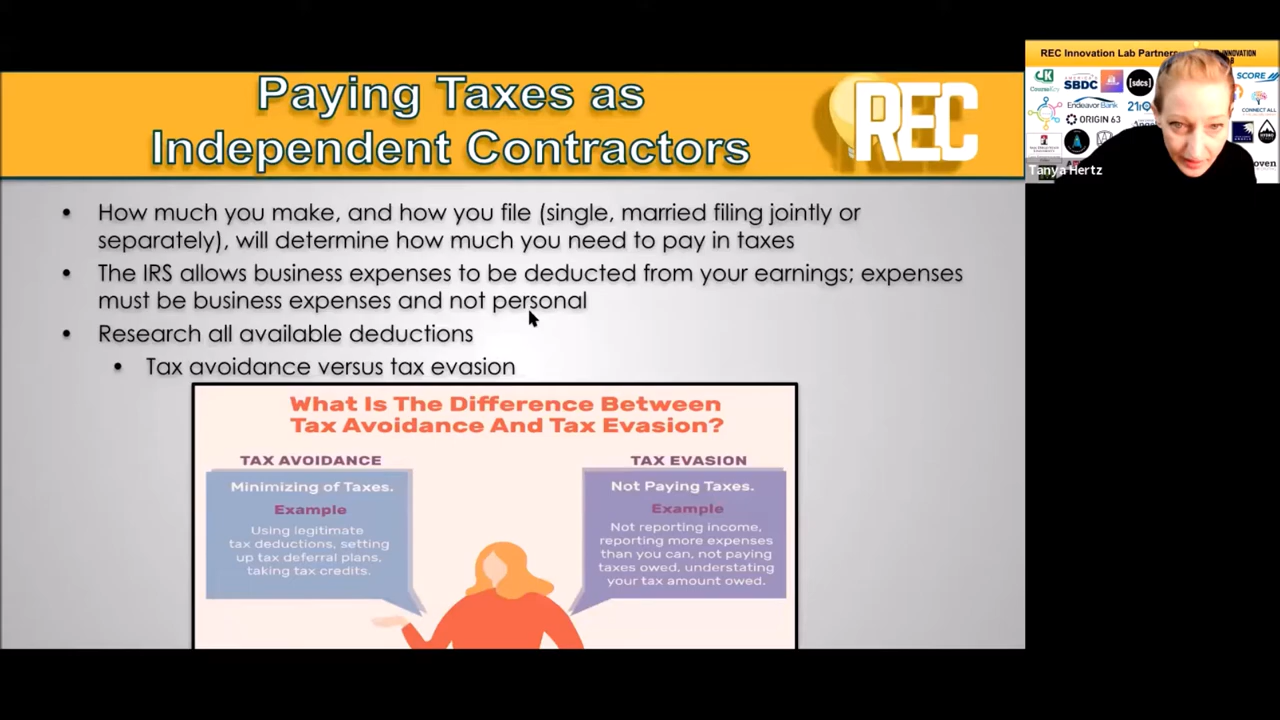 Paying Taxes as
Independent Contractors
REC
How much you make, and how you file (single, married filing jointly or
separately), will determine how much you need to pay in taxes
The IRS allows business expenses to be deducted from your earnings; expenses
must be business expenses and not personal
Research all available deductions
Tax avoidance versus tax evasion
What Is The Difference Between
Tax Avoidance And Tax Evasion?
TAX AVOIDANCE
Minimizing of Taxes.
Example
Using legitimate
tax deductions, setting
up tax deferral plans,
taking tax credits.
TAX EVASION
Not Paying Taxes.
Example
Not reporting income,
reporting more expenses
than you can, not paying
taxes owed, understating
your tax amount owed.
REC Innovation Lab Partners
SCORE
SBDC
[sdcs]
Endeavor Bank
ORIGIN 63
CONNECT ALL
Tanya Hertz